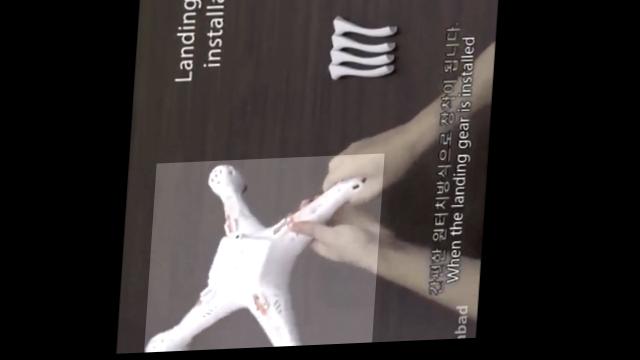 Landing
간편한 원터치방식으로 장착이 됩니다.
When the landing gear is installed